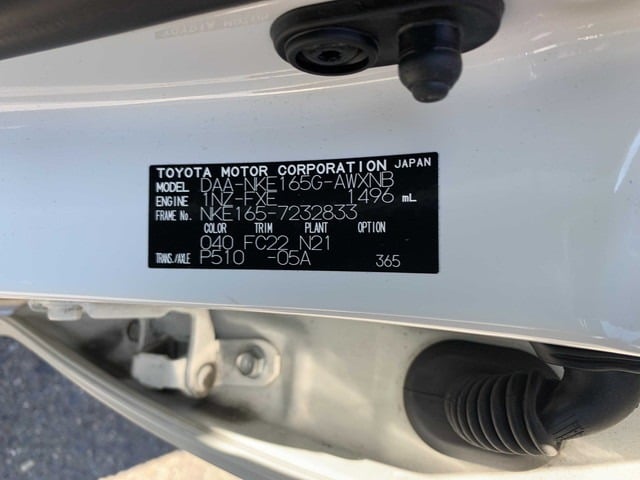 TOYOTA MOTOR CORPORATION JAPAN
MODEL DAA-NKE165G-AWXNB
ENGINE 1NZ-FXE 1496 mL
FRAME No. NKE165-7232833
COLOR TRIM PLANT OPTION
040 FC22 N21
TRANS./AXLE P510 -05A 365